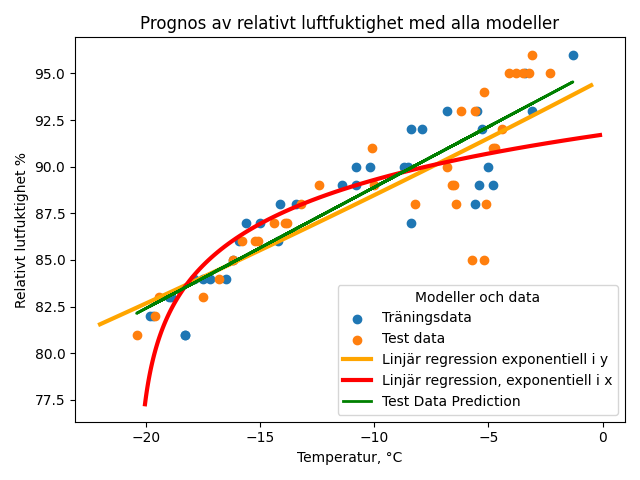 Prognos av relativt luftfuktighet med alla modeller
Relativt lutfuktighet %
95.0
92.5
90.0
87.5
85.0
82.5
80.0
77.5
Modeller och data
Träningsdata
Test data
Linjär regression exponentiell i y
Linjär regression, exponentiell i x
Test Data Prediction
−20
−15
−10
−5
0
Temperatur, °C